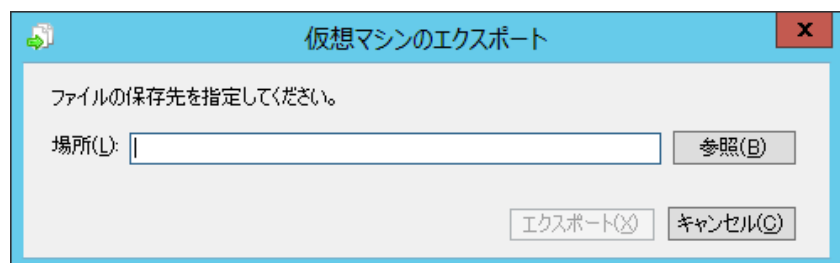 仮想マシンのエクスポート
x
ファイルの保存先を指定してください。
場所(L): 参照(B)
エクスポート(X) キャンセル(C)